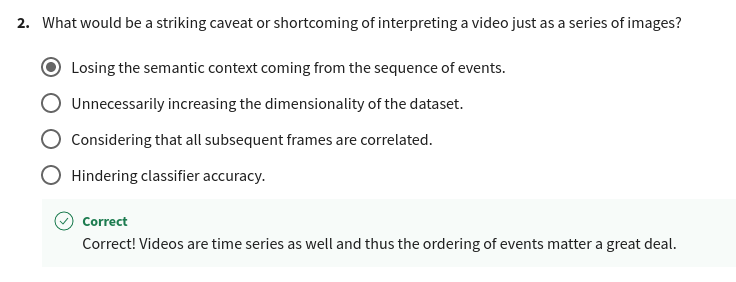 2. What would be a striking caveat or shortcoming of interpreting a video just as a series of images?
Losing the semantic context coming from the sequence of events.
Unnecessarily increasing the dimensionality of the dataset.
Considering that all subsequent frames are correlated.
Hindering classifier accuracy.
Correct
Correct! Videos are time series as well and thus the ordering of events matter a great deal.